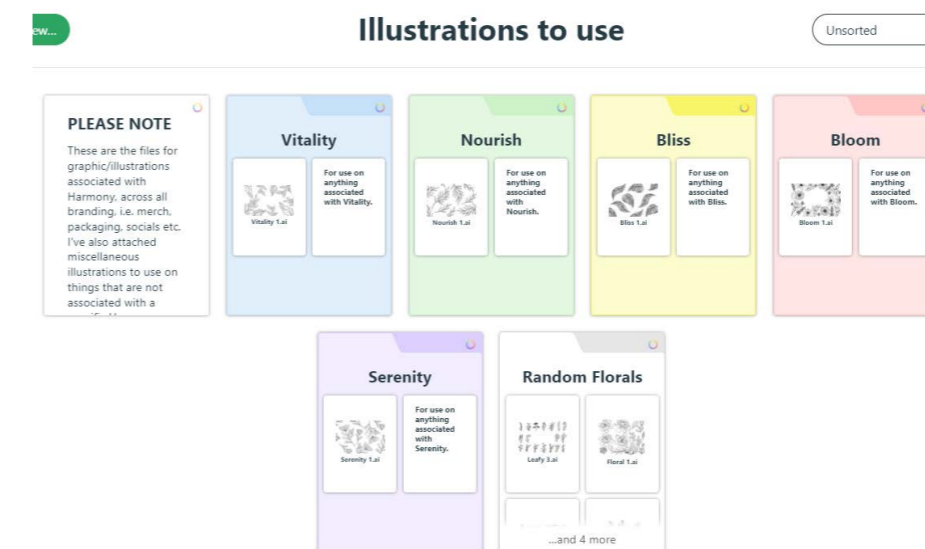 ew...
Illustrations to use
Unsorted
PLEASE NOTE
These are the files for
graphic/illustrations
associated with
Harmony, across all
branding, i.e. merch,
packaging, socials etc.
I've also attached
miscellaneous
illustrations to use on
things that are not
associated with a
Vitality
Vitality 1.ai
For use on
anything
associated
with Vitality.
Nourish
Nourish 1.ai
For use on
anything
associated
with
Nourish.
Bliss
Bliss 1.ai
For use on
anything
associated
with Bliss.
Bloom
Bloom 1.ai
For use on
anything
associated
with Bloom.
Serenity
Serenity 1.ai
For use on
anything
associated
with
Serenity.
Random Florals
Leafy 3.ai
Floral 1.ai
...and 4 more